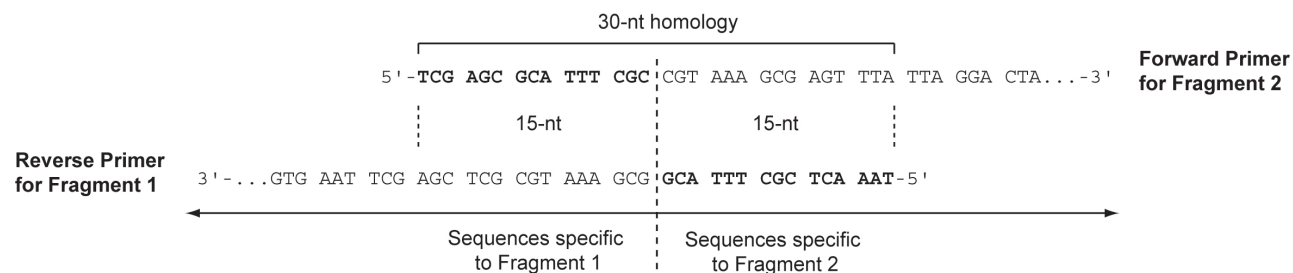 30-nt homology
5'-TCG AGC GCA TTT CGC CGT AAA GCG AGT TTA TTA GGA CTA...-3'
Forward Primer
for Fragment 2
15-nt
15-nt
Reverse Primer
for Fragment 1
3'-...GTG AAT TCG AGC TCG CGT AAA GCG GCA TTT CGC TCA AAT-5'
Sequences specific
to Fragment 1
Sequences specific
to Fragment 2